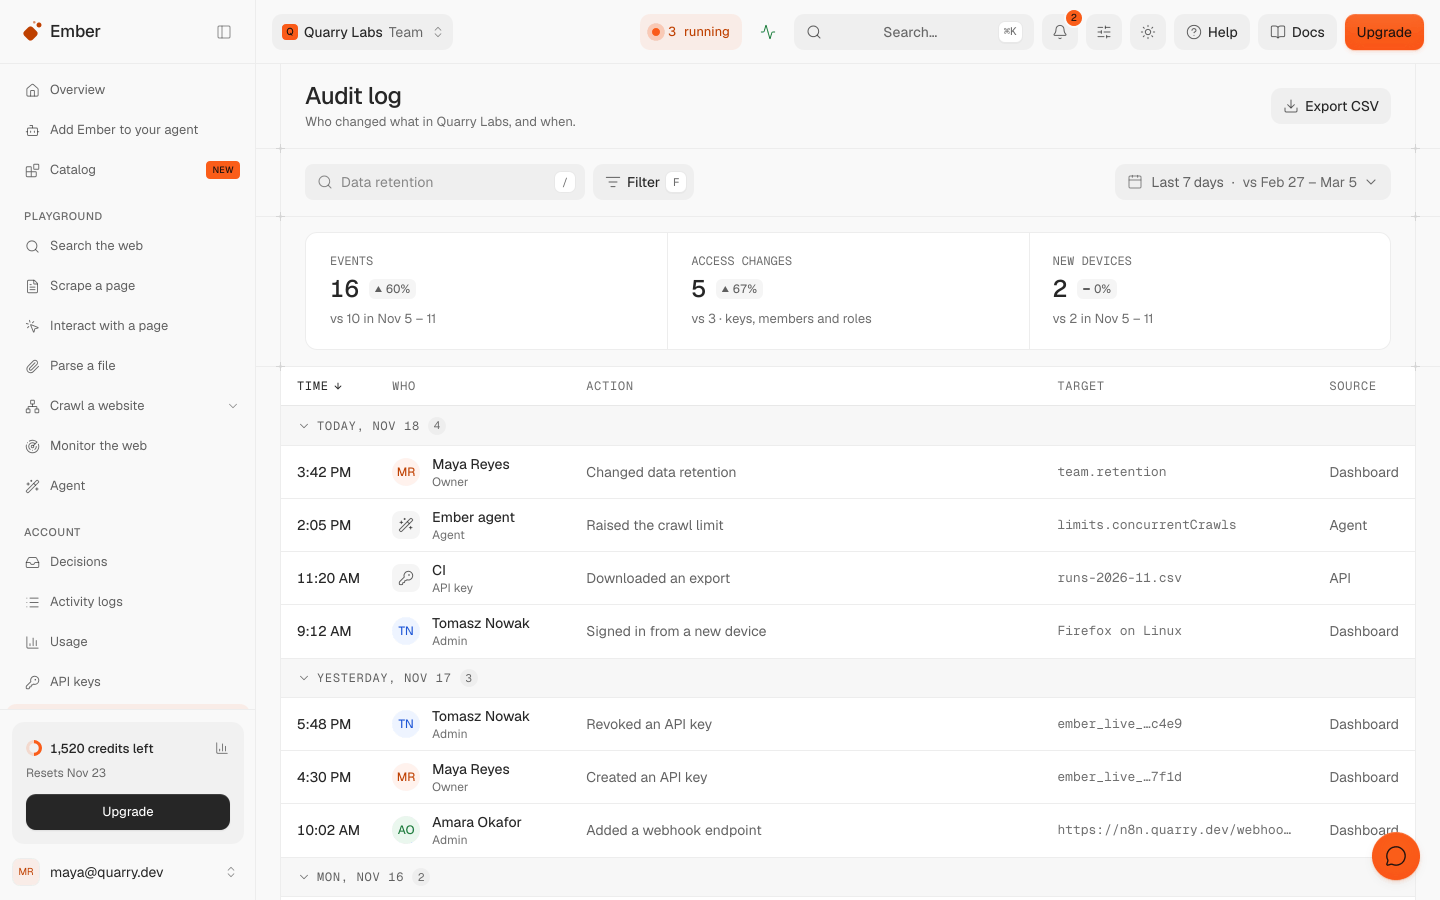 Ember
Quarry Labs Team
3 running
Search...
⌘K
2
Help
Docs
Upgrade
Overview
Add Ember to your agent
Catalog
NEW
PLAYGROUND
Search the web
Scrape a page
Interact with a page
Parse a file
Crawl a website
Monitor the web
Agent
ACCOUNT
Decisions
Activity logs
Usage
API keys
1,520 credits left
Resets Nov 23
Upgrade
MR
maya@quarry.dev
Audit log
Who changed what in Quarry Labs, and when.
Export CSV
Data retention
/
Filter
F
Last 7 days · vs Feb 27 – Mar 5
EVENTS
16
60%
vs 10 in Nov 5 – 11
ACCESS CHANGES
5
67%
vs 3 · keys, members and roles
NEW DEVICES
2
0%
vs 2 in Nov 5 – 11
TIME ↓ WHO ACTION TARGET SOURCE
TODAY, NOV 18 4
3:42 PM MR Maya Reyes Changed data retention team.retention Dashboard
Owner
2:05 PM Ember agent Raised the crawl limit limits.concurrentCrawls Agent
Agent
11:20 AM CI Downloaded an export runs-2026-11.csv API
API key
9:12 AM TN Tomasz Nowak Signed in from a new device Firefox on Linux Dashboard
Admin
YESTERDAY, NOV 17 3
5:48 PM TN Tomasz Nowak Revoked an API key ember_live_…c4e9 Dashboard
Admin
4:30 PM MR Maya Reyes Created an API key ember_live_…7f1d Dashboard
Owner
10:02 AM AO Amara Okafor Added a webhook endpoint https://n8n.quarry.dev/webhoo… Dashboard
Admin
MON, NOV 16 2